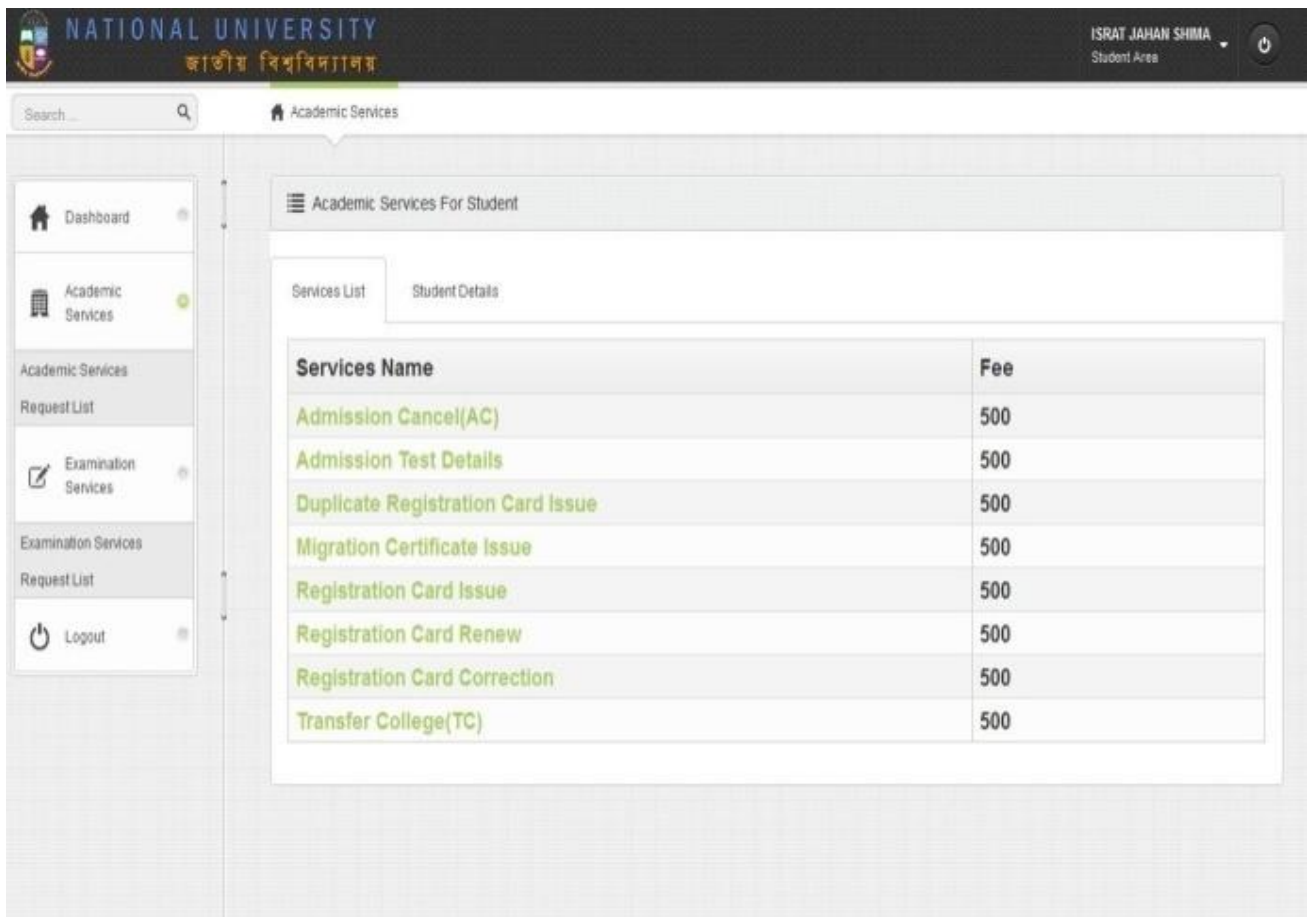 NATIONAL UNIVERSITY
জাতীয় বিশ্ববিদ্যালয়
ISRAT JAHAN SHIMA
Student Area
Search...
Academic Services
Dashboard
Academic
Services
Academic Services
Request List
Examination
Services
Examination Services
Request List
Logout
Academic Services For Student
Services List Student Details
Services Name Fee
Admission Cancel(AC) 500
Admission Test Details 500
Duplicate Registration Card Issue 500
Migration Certificate Issue 500
Registration Card Issue 500
Registration Card Renew 500
Registration Card Correction 500
Transfer College(TC) 500